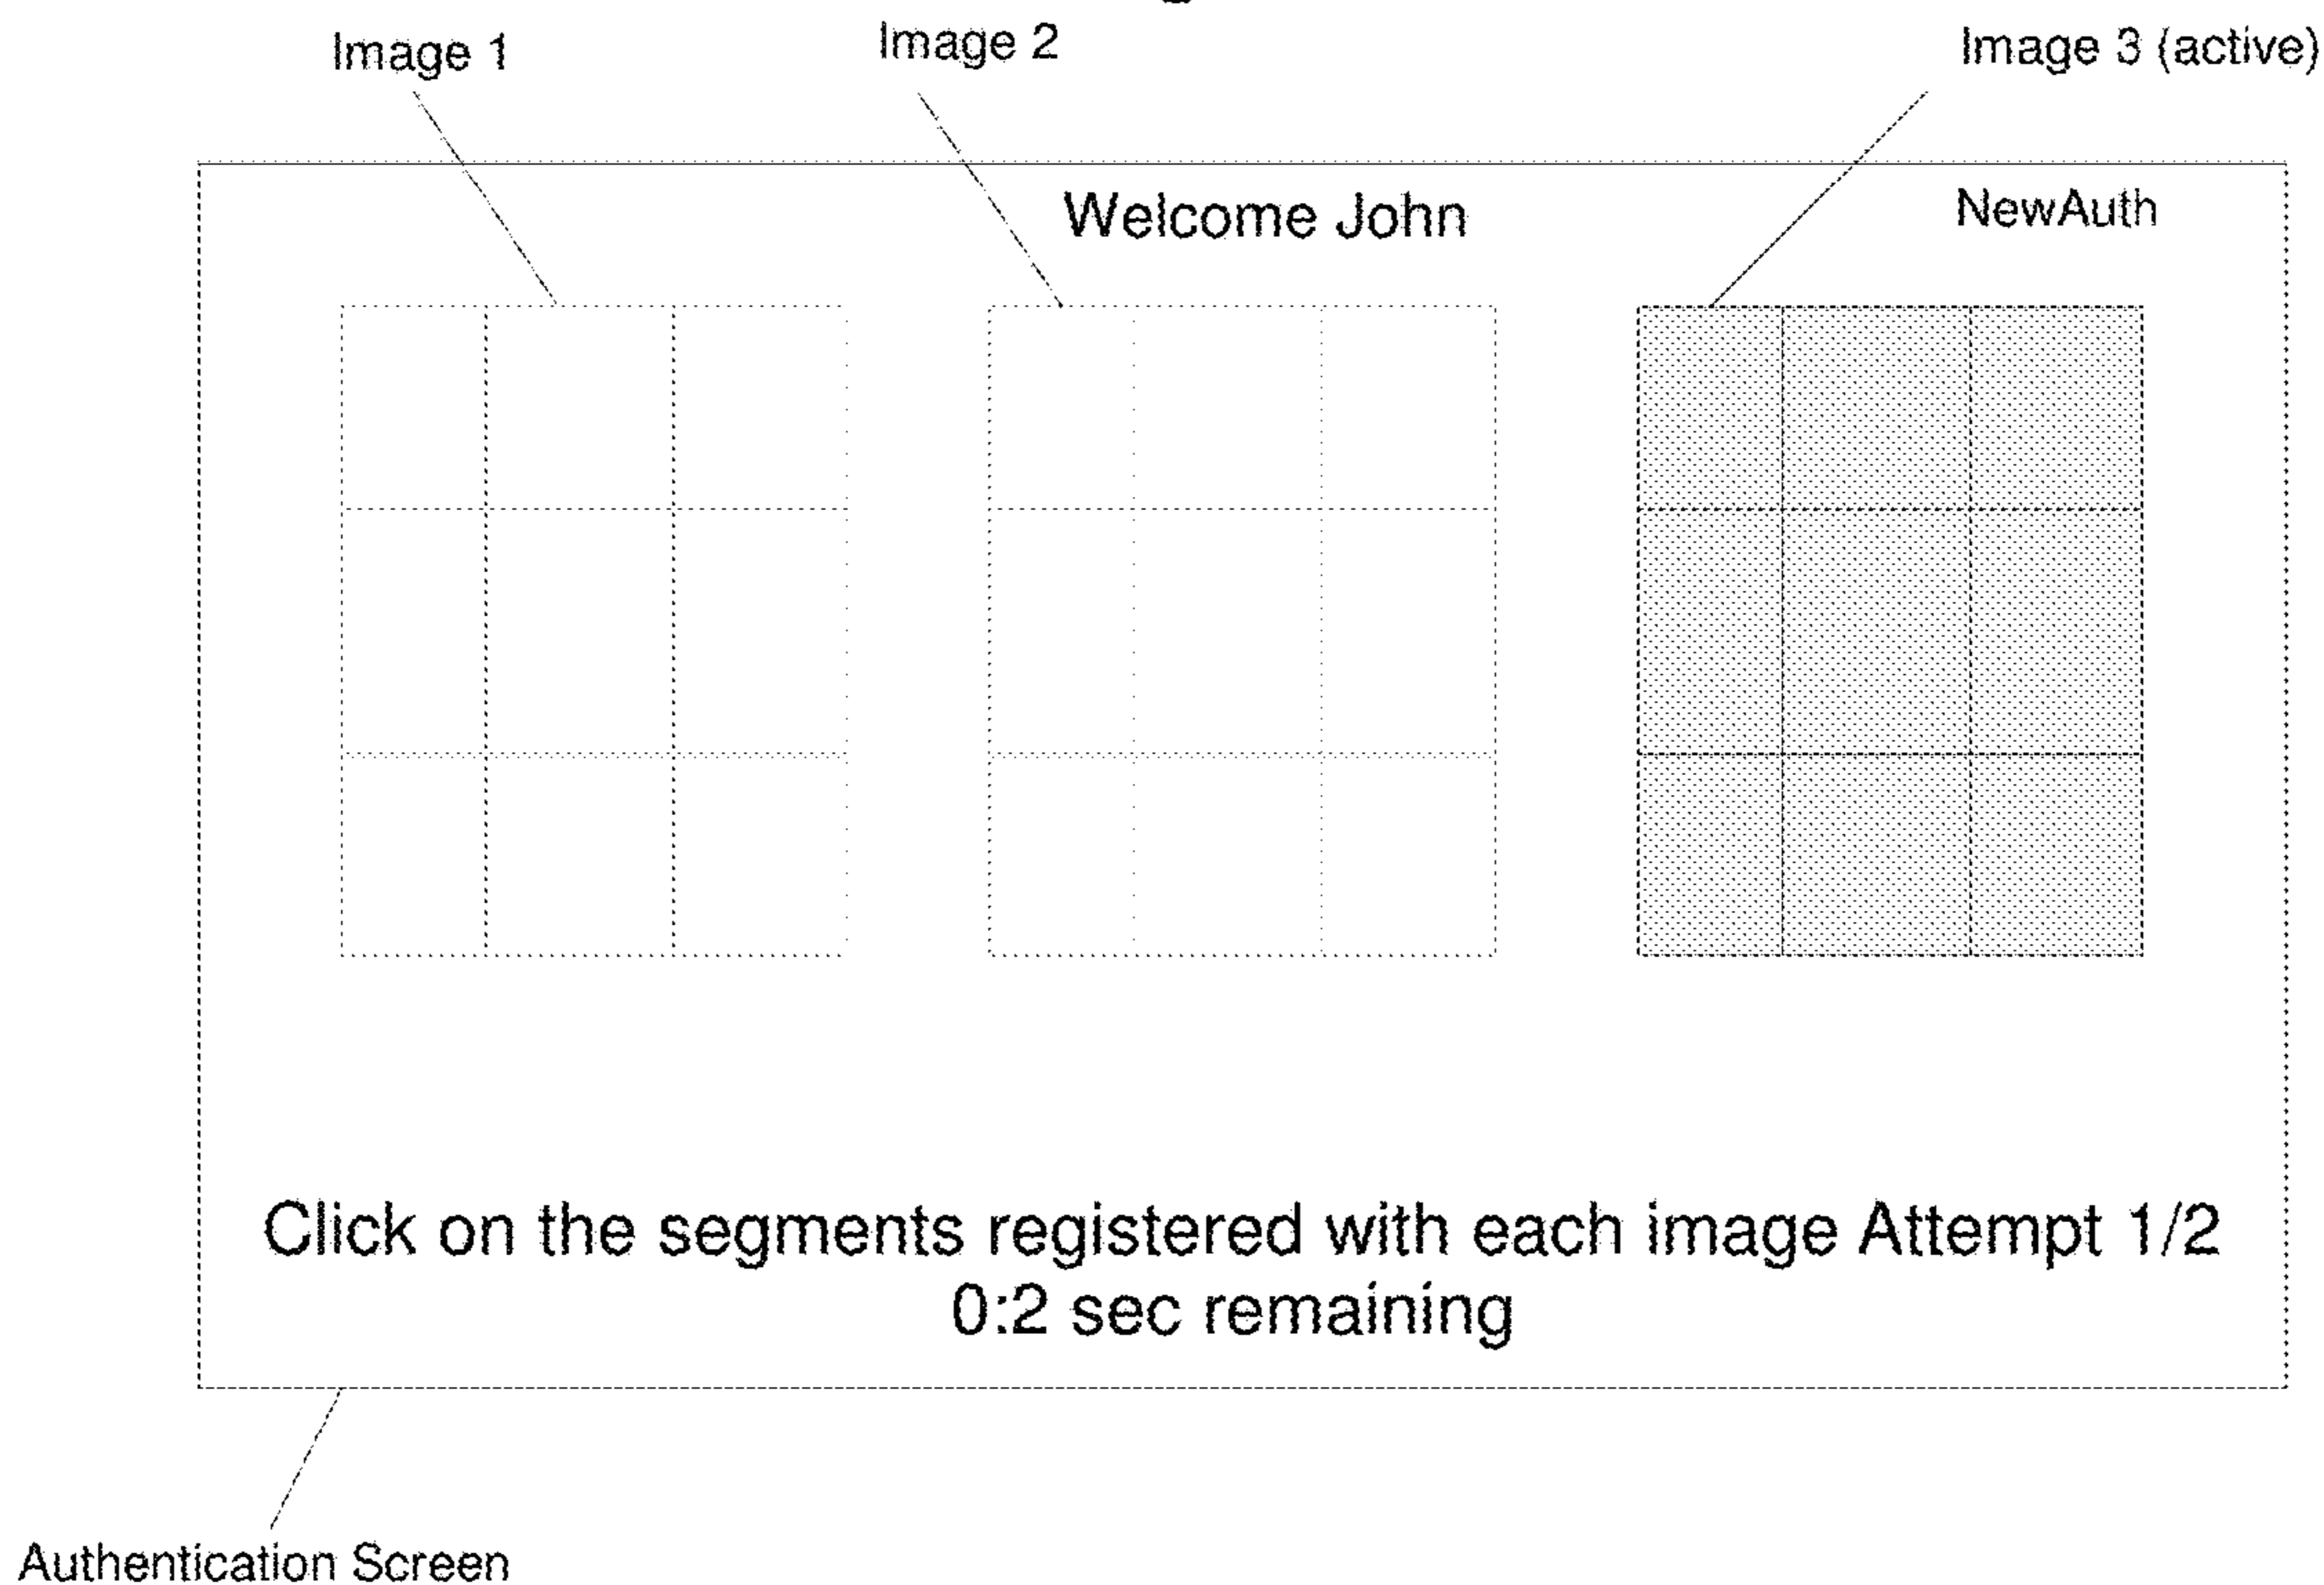 Image 1
Image 2
Image 3 (active)
Welcome John
NewAuth
Click on the segments registered with each image Attempt 1/2
0:2 sec remaining
Authentication Screen